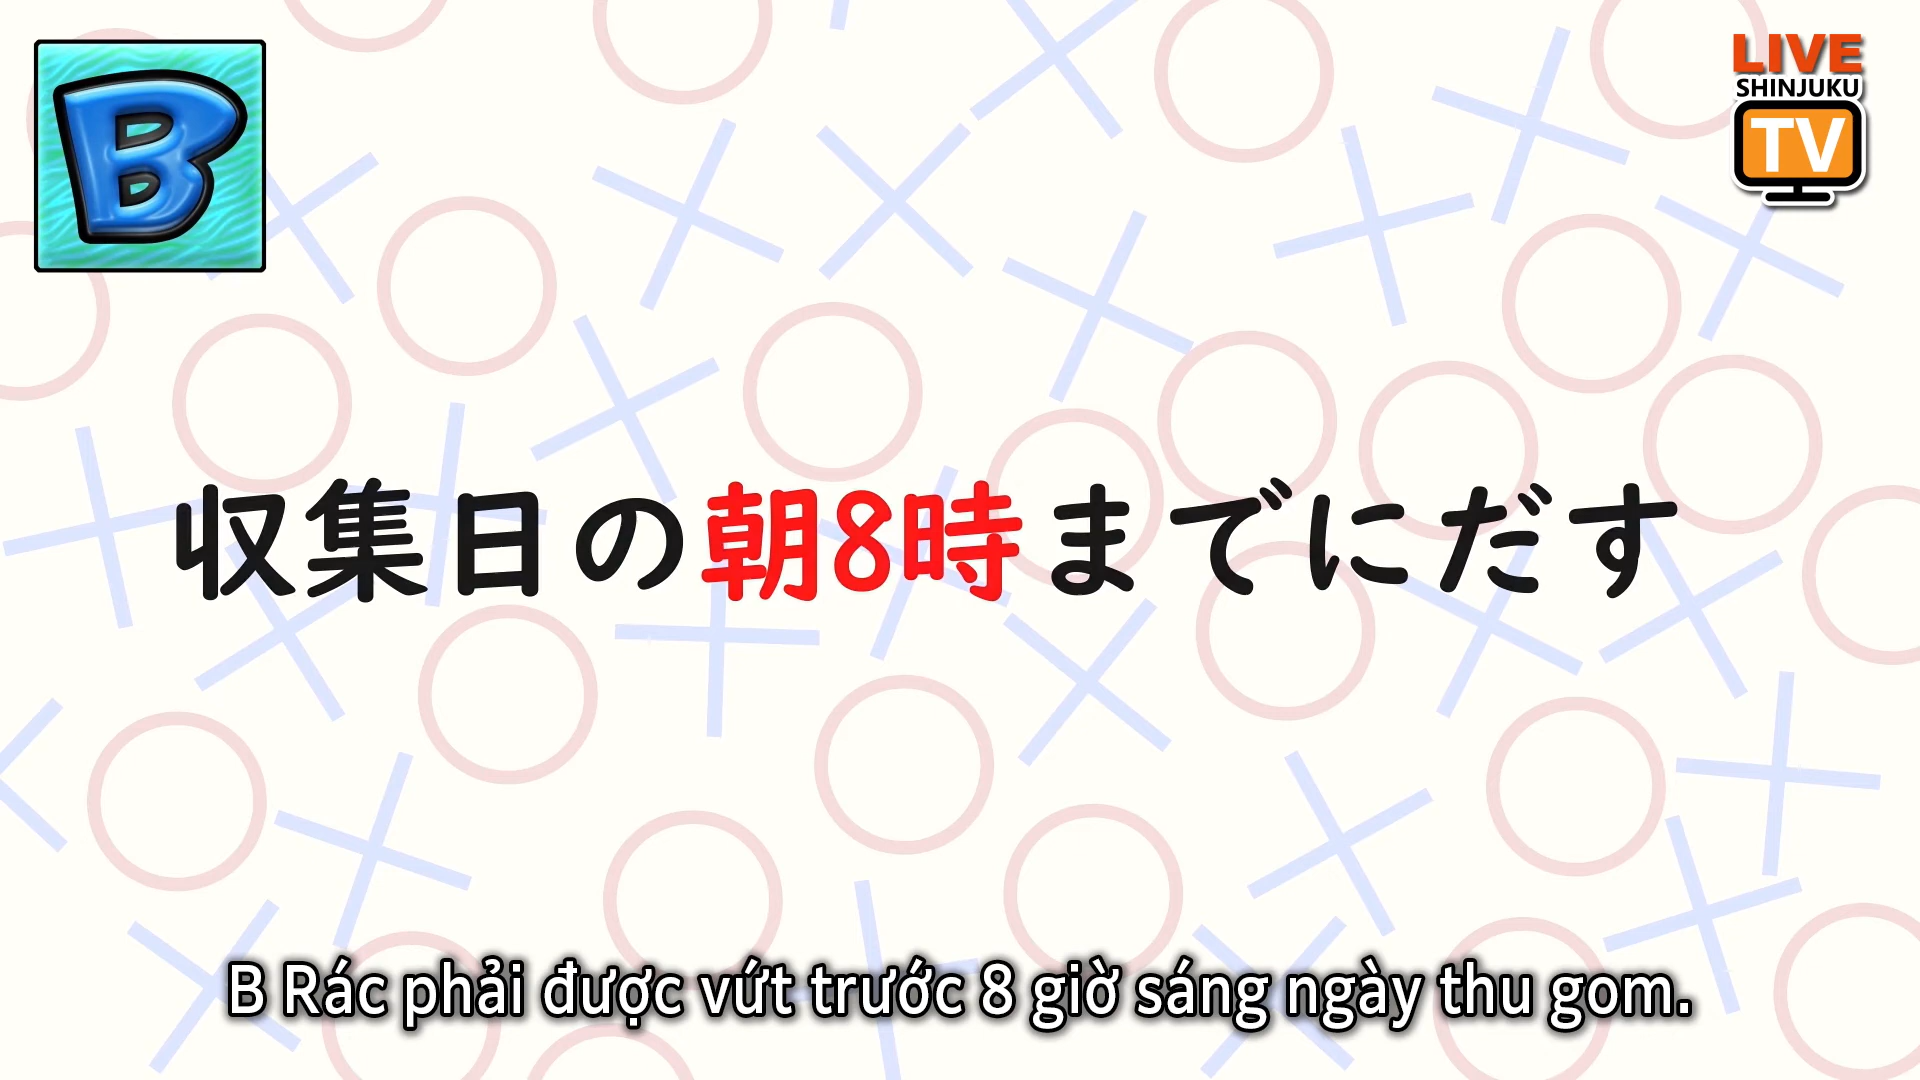 B
LIVE
SHINJUKU
TV
収集日の朝8時までにだす
B Rác phải được vứt trước 8 giờ sáng ngày thu gom.